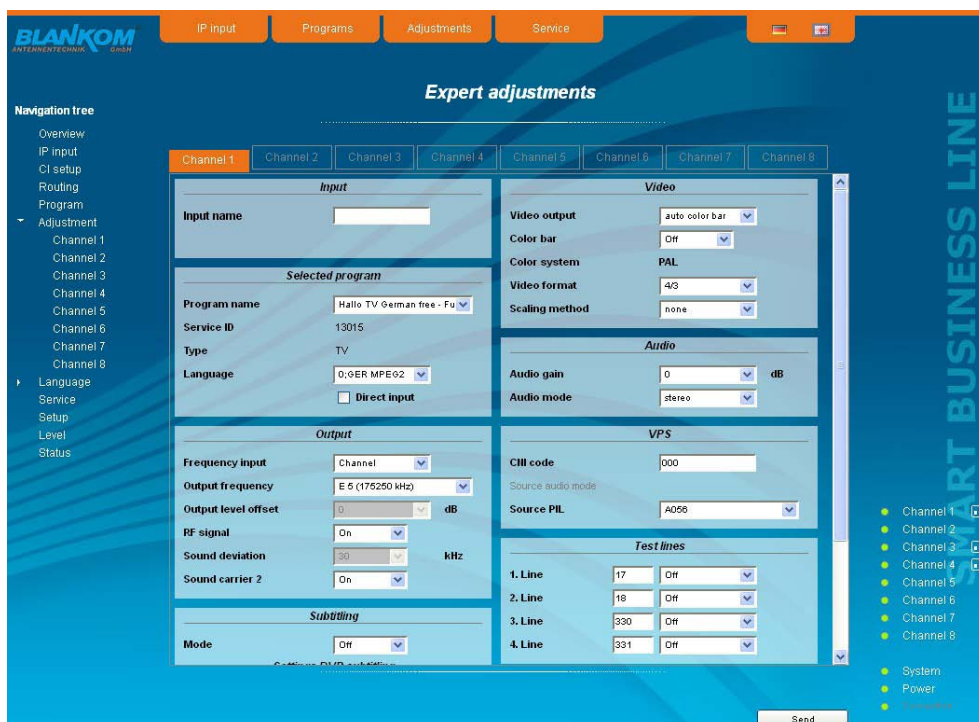 BLANKOM
ANTENNENTECHNIK GmbH
IP input
Programs
Adjustments
Service
Expert adjustments
Navigation tree
Overview
IP input
CI setup
Routing
Program
Adjustment
Channel 1
Channel 2
Channel 3
Channel 4
Channel 5
Channel 6
Channel 7
Channel 8
Language
Service
Setup
Level
Status
Channel 1 Channel 2 Channel 3 Channel 4 Channel 5 Channel 6 Channel 7 Channel 8
Input
Input name
Selected program
Program name Hallo TV German free - Fu
Service ID 13015
Type TV
Language 0;GER MPEG2
Direct input
Output
Frequency input Channel
Output frequency E 5 (175250 kHz)
Output level offset 0 dB
RF signal On
Sound deviation 30 kHz
Sound carrier 2 On
Subtitling
Mode Off
Settings DVB subtitling
Video
Video output auto color bar
Color bar Off
Color system PAL
Video format 4/3
Scaling method none
Audio
Audio gain 0 dB
Audio mode stereo
VPS
CNI code 000
Source audio mode
Source PIL A056
Test lines
1. Line 17 Off
2. Line 18 Off
3. Line 330 Off
4. Line 331 Off
Send
SMART BUSINESS LINE
Channel 1
Channel 2
Channel 3
Channel 4
Channel 5
Channel 6
Channel 7
Channel 8
System
Power